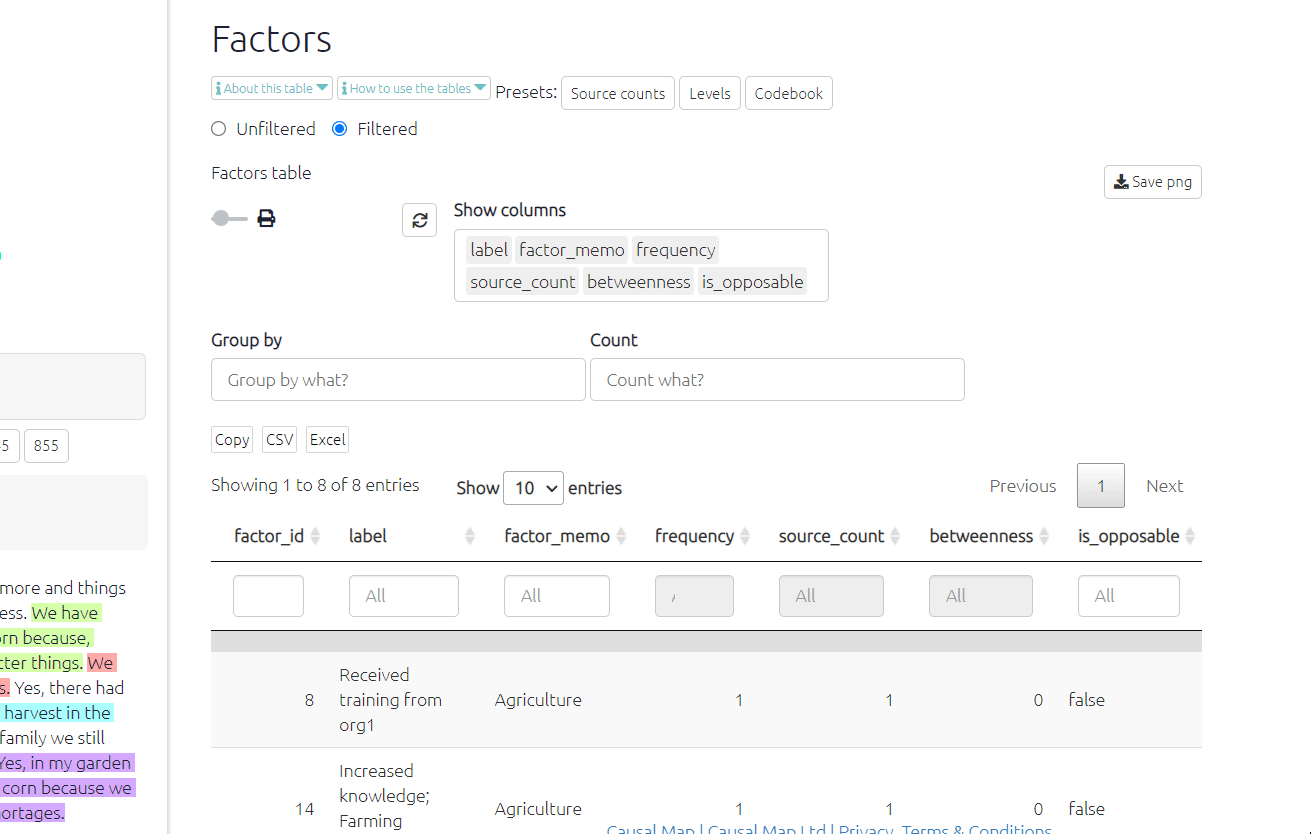 Factors
About this table How to use the tables Presets: Source counts Levels Codebook
Unfiltered Filtered
Factors table
Save png
Show columns
label factor_memo frequency
source_count betweenness is_opposable
Group by Count
Group by what? Count what?
Copy CSV Excel
Showing 1 to 8 of 8 entries Show 10 entries Previous 1 Next
factor_id label factor_memo frequency source_count betweenness is_opposable
All All All All All
8 Received training from org1 Agriculture 1 1 0 false
14 Increased knowledge; Farming Agriculture 1 1 0 false
Causal Map | Causal Map Ltd | Privacy, Terms & Conditions
5 855
more and things
ess. We have
orn because,
tter things. We
s. Yes, there had
harvest in the
family we still
Yes, in my garden
corn because we
ortages.